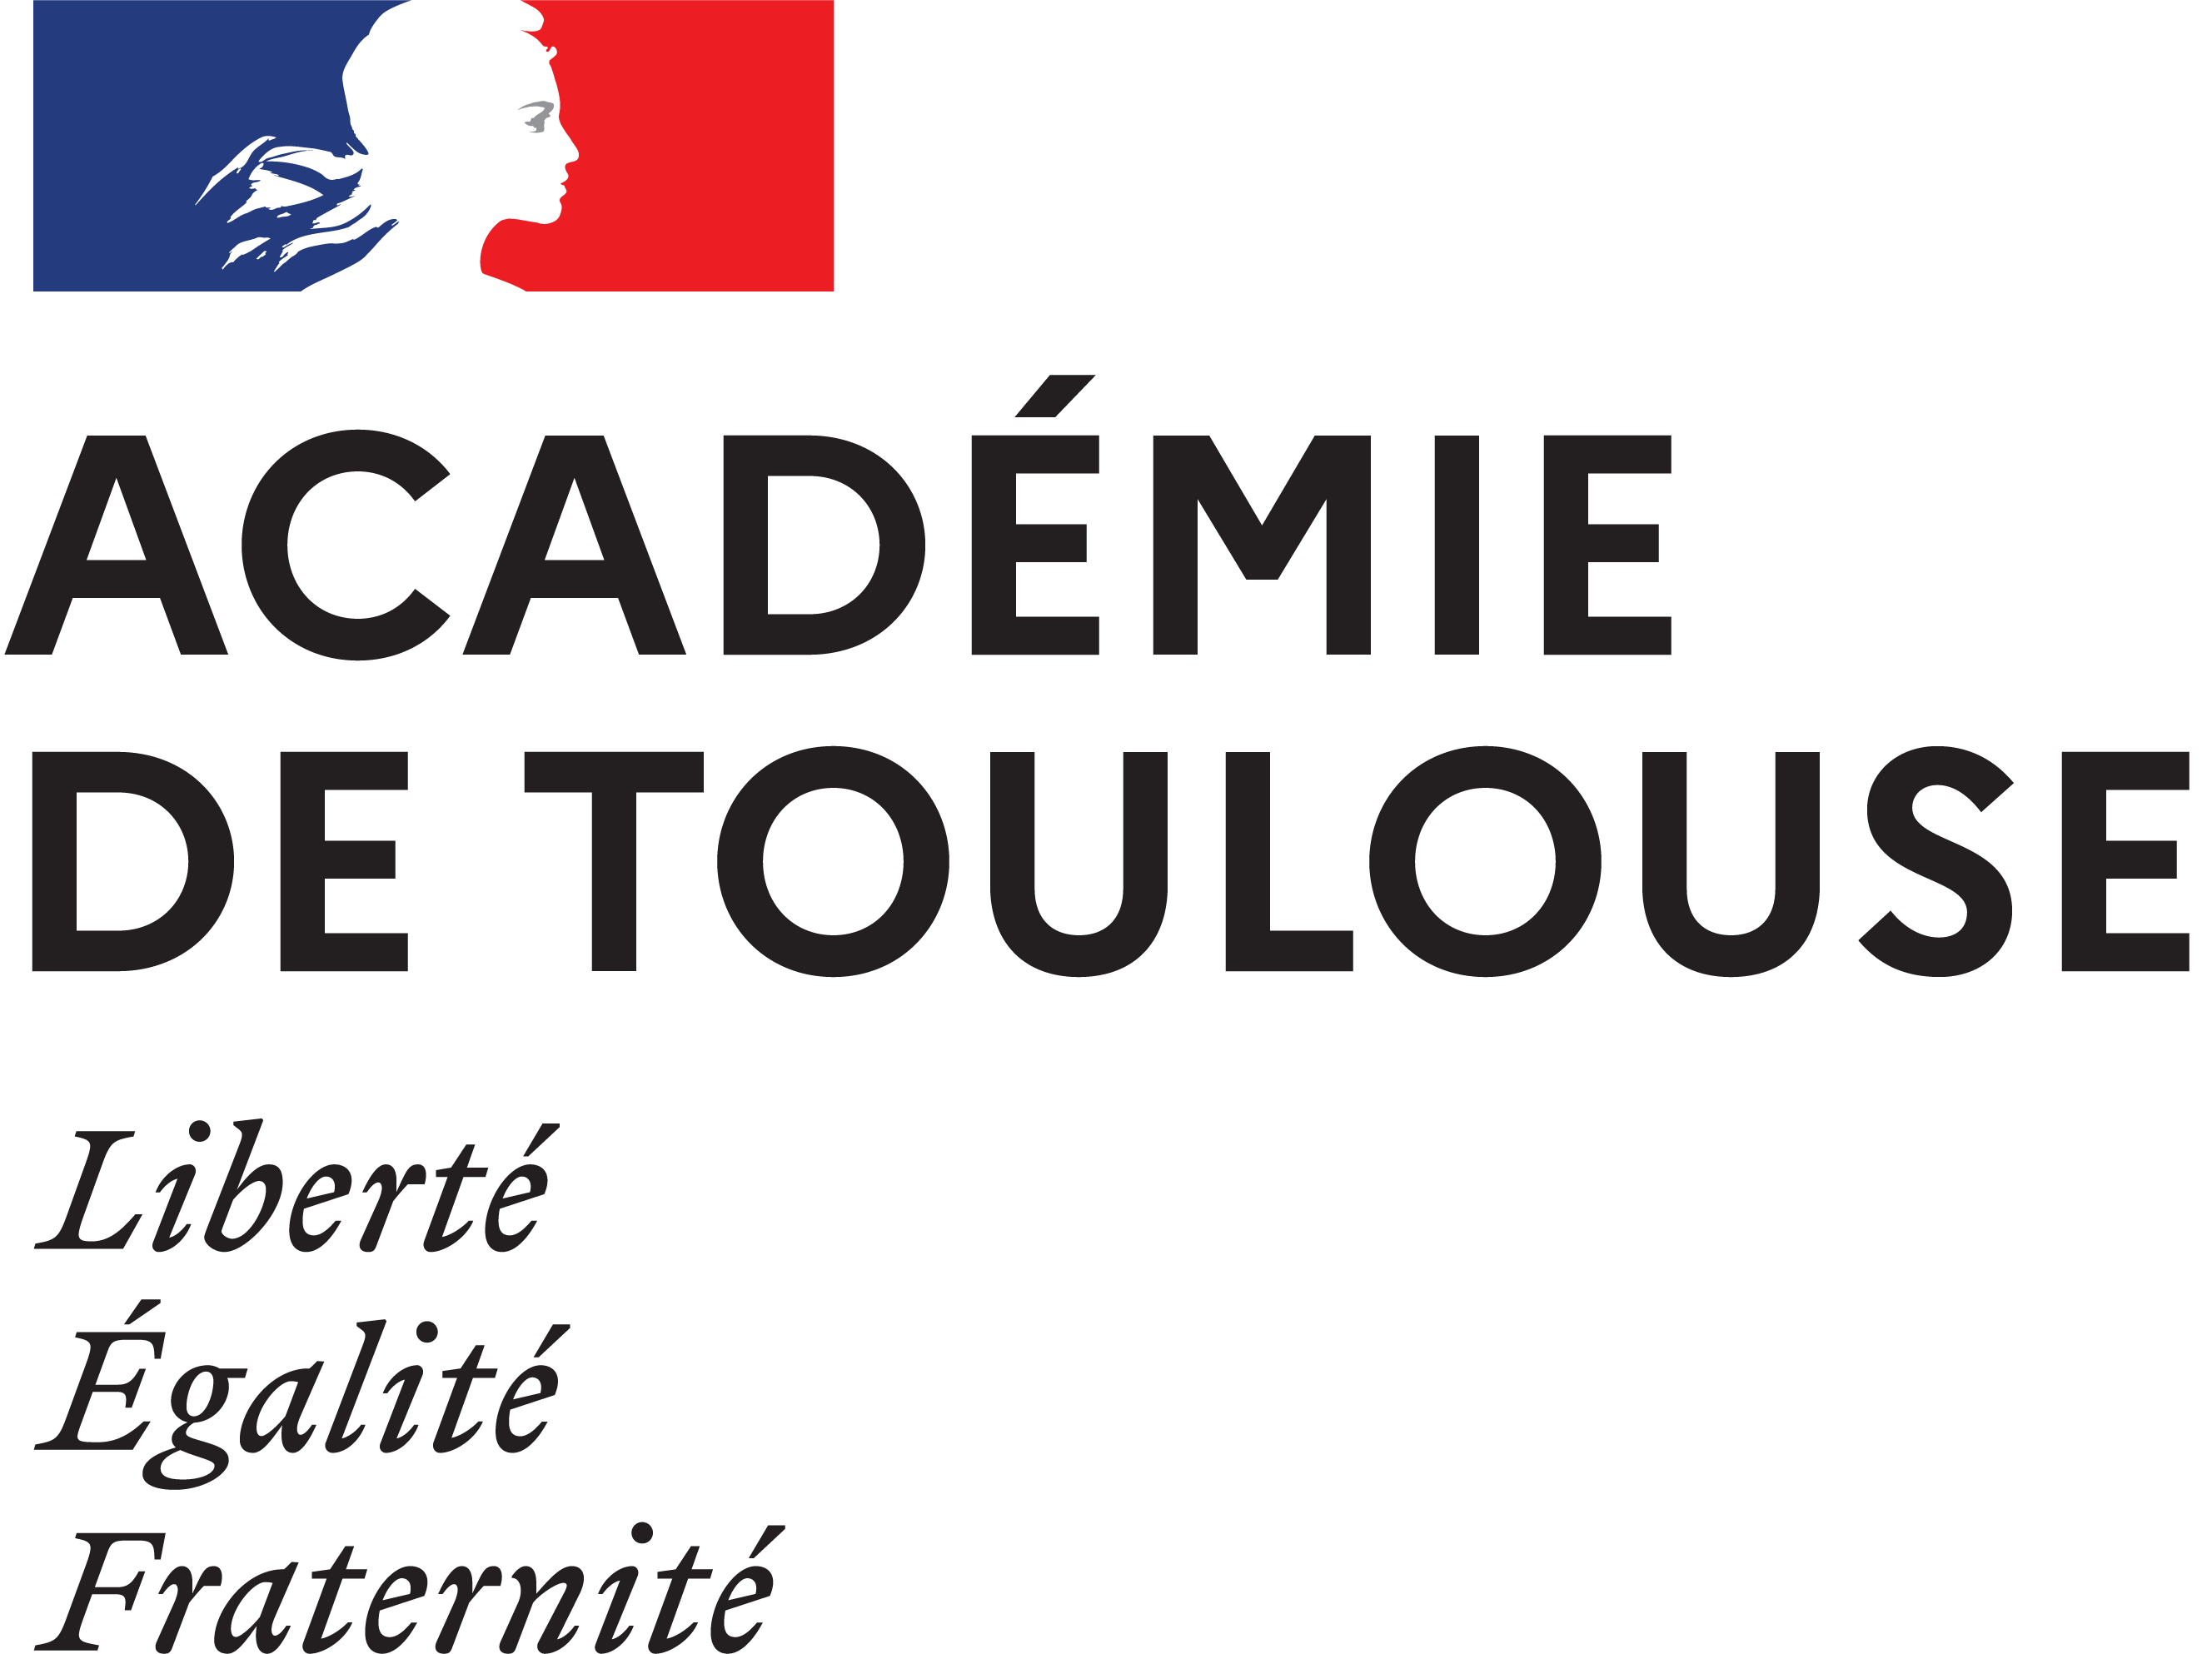 ACADÉMIE
DE TOULOUSE
Liberté
Égalité
Fraternité